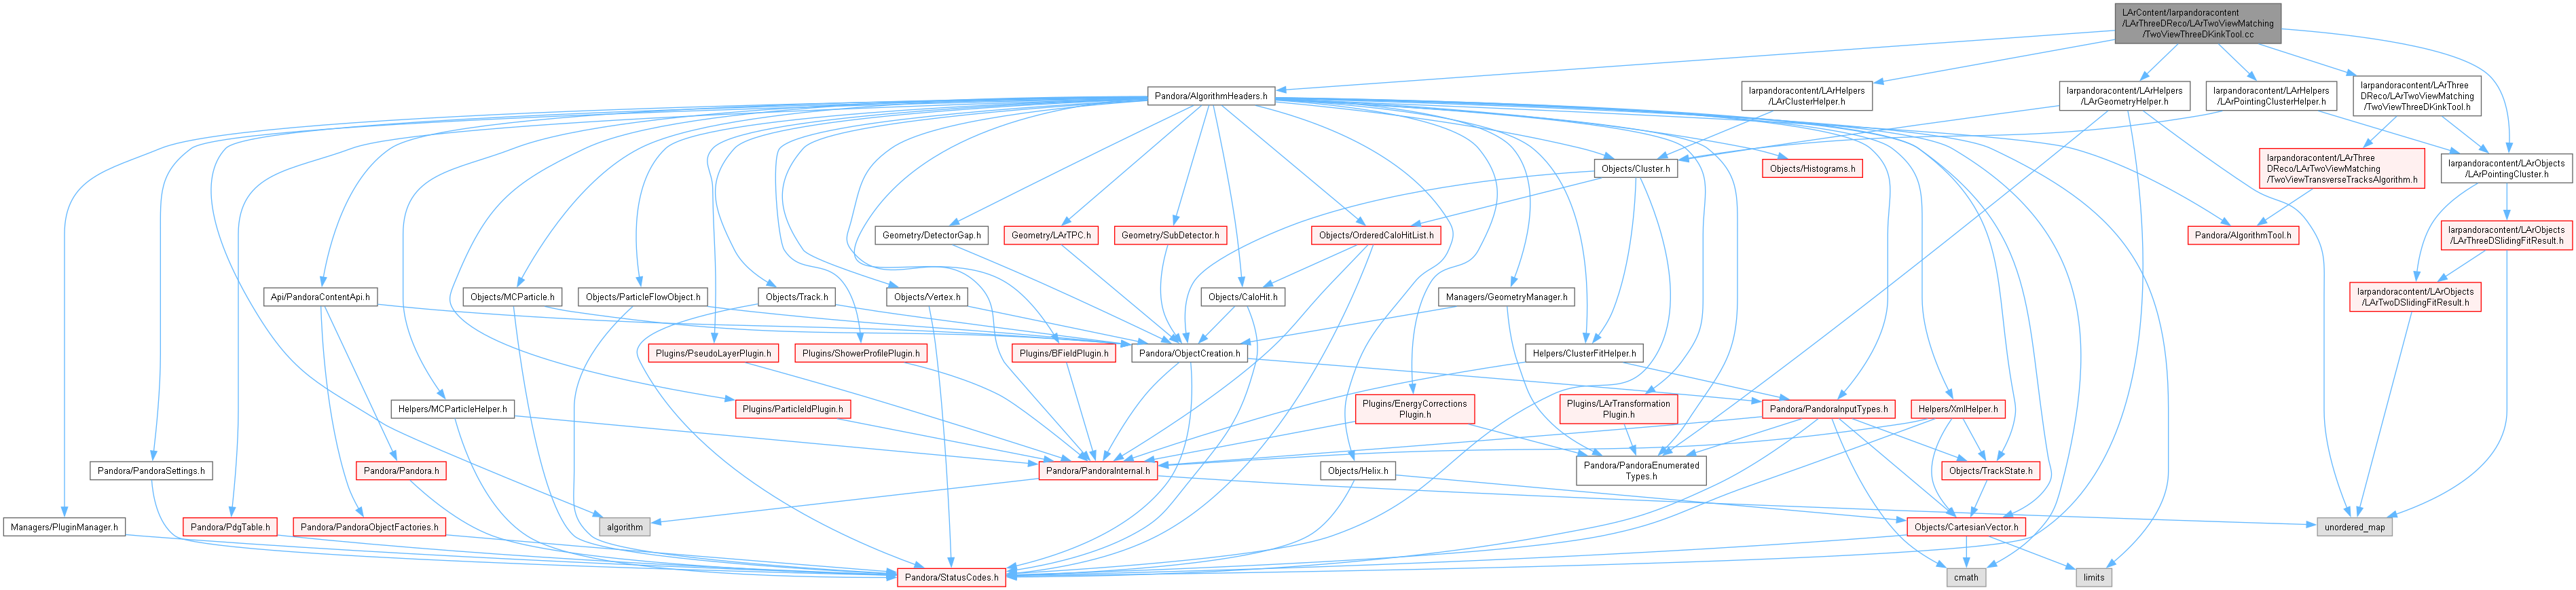 LArContent/larpandoracontent
/LArThreeDReco/LArTwoViewMatching
/TwoViewThreeDKinkTool.cc
Pandora/AlgorithmHeaders.h
larpandoracontent/LArHelpers
/LArClusterHelper.h
larpandoracontent/LArHelpers
/LArGeometryHelper.h
larpandoracontent/LArHelpers
/LArPointingClusterHelper.h
larpandoracontent/LArThree
DReco/LArTwoViewMatching
/TwoViewThreeDKinkTool.h
Objects/Cluster.h
Objects/Histograms.h
larpandoracontent/LArThree
DReco/LArTwoViewMatching
/TwoViewTransverseTracksAlgorithm.h
larpandoracontent/LArObjects
/LArPointingCluster.h
Geometry/DetectorGap.h
Geometry/LArTPC.h
Geometry/SubDetector.h
Objects/OrderedCaloHitList.h
Pandora/AlgorithmTool.h
larpandoracontent/LArObjects
/LArThreeDSlidingFitResult.h
Api/PandoraContentApi.h
Objects/MCParticle.h
Objects/ParticleFlowObject.h
Objects/Track.h
Objects/Vertex.h
Objects/CaloHit.h
Managers/GeometryManager.h
larpandoracontent/LArObjects
/LArTwoDSlidingFitResult.h
Plugins/PseudoLayerPlugin.h
Plugins/ShowerProfilePlugin.h
Plugins/BFieldPlugin.h
Pandora/ObjectCreation.h
Helpers/ClusterFitHelper.h
Helpers/MCParticleHelper.h
Plugins/ParticleIdPlugin.h
Plugins/EnergyCorrections
Plugin.h
Plugins/LArTransformation
Plugin.h
Pandora/PandoraInputTypes.h
Helpers/XmlHelper.h
Pandora/PandoraSettings.h
Pandora/Pandora.h
Pandora/PandoraInternal.h
Objects/Helix.h
Pandora/PandoraEnumerated
Types.h
Objects/TrackState.h
Managers/PluginManager.h
Pandora/PdgTable.h
Pandora/PandoraObjectFactories.h
algorithm
Objects/CartesianVector.h
unordered_map
Pandora/StatusCodes.h
cmath
limits